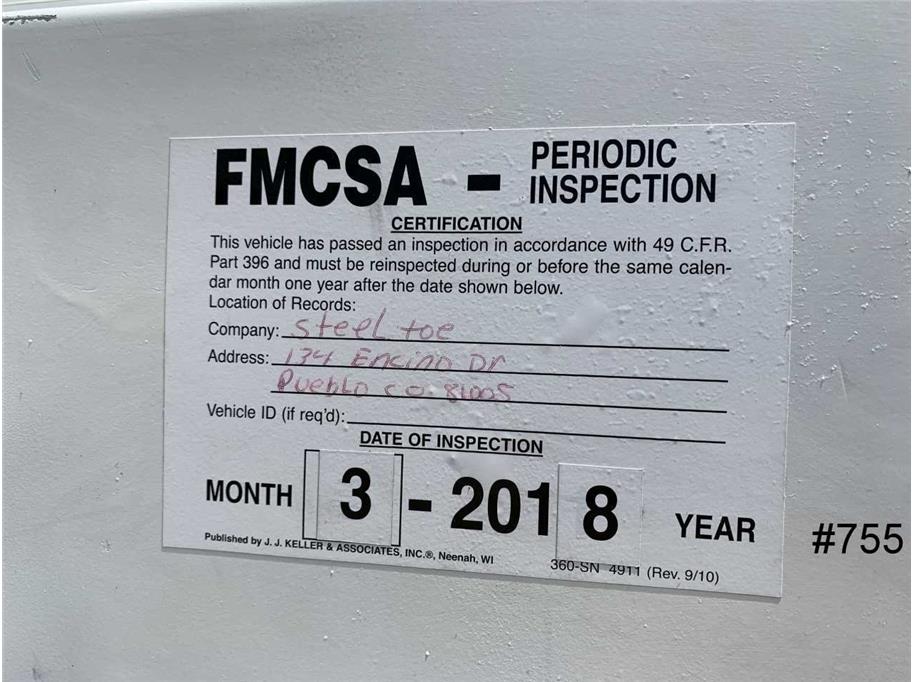 FMCSA - PERIODIC INSPECTION
CERTIFICATION
This vehicle has passed an inspection in accordance with 49 C.F.R.
Part 396 and must be reinspected during or before the same calen-
dar month one year after the date shown below.
Location of Records:
Company: Steel toe
Address: 134 Encino Dr
Pueblo co. 81005
Vehicle ID (if req'd):
DATE OF INSPECTION
MONTH 3 - 2018 YEAR
#755
Published by J. J. KELLER & ASSOCIATES, INC.®, Neenah, WI
360-SN 4911 (Rev. 9/10)